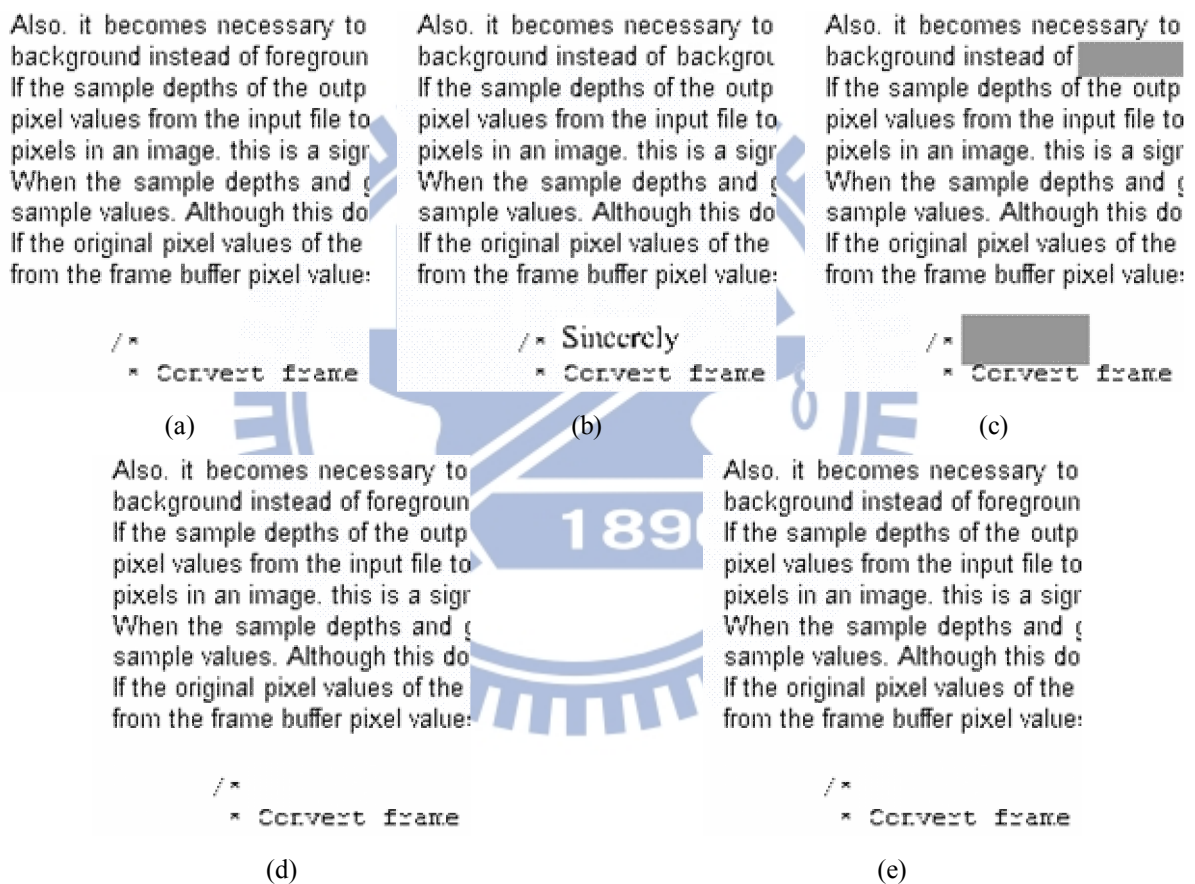 Also. it becomes necessary to
background instead of foregroun
If the sample depths of the outp
pixel values from the input file to
pixels in an image. this is a sigr
When the sample depths and g
sample values. Although this do
If the original pixel values of the
from the frame buffer pixel value:
/*
* Convert frame
(a)
Also. it becomes necessary to
background instead of backgrou
If the sample depths of the outp
pixel values from the input file to
pixels in an image. this is a sigr
When the sample depths and g
sample values. Although this do
If the original pixel values of the
from the frame buffer pixel value:
/* Sincerely
* Convert frame
(b)
Also. it becomes necessary to
background instead of
If the sample depths of the outp
pixel values from the input file to
pixels in an image. this is a sigr
When the sample depths and g
sample values. Although this do
If the original pixel values of the
from the frame buffer pixel value:
/*
* Convert frame
(c)
Also. it becomes necessary to
background instead of foregroun
If the sample depths of the outp
pixel values from the input file to
pixels in an image. this is a sigr
When the sample depths and g
sample values. Although this do
If the original pixel values of the
from the frame buffer pixel value:
/*
* Convert frame
(d)
Also. it becomes necessary to
background instead of foregroun
If the sample depths of the outp
pixel values from the input file to
pixels in an image. this is a sigr
When the sample depths and g
sample values. Although this do
If the original pixel values of the
from the frame buffer pixel value:
/*
* Convert frame
(e)
189
8